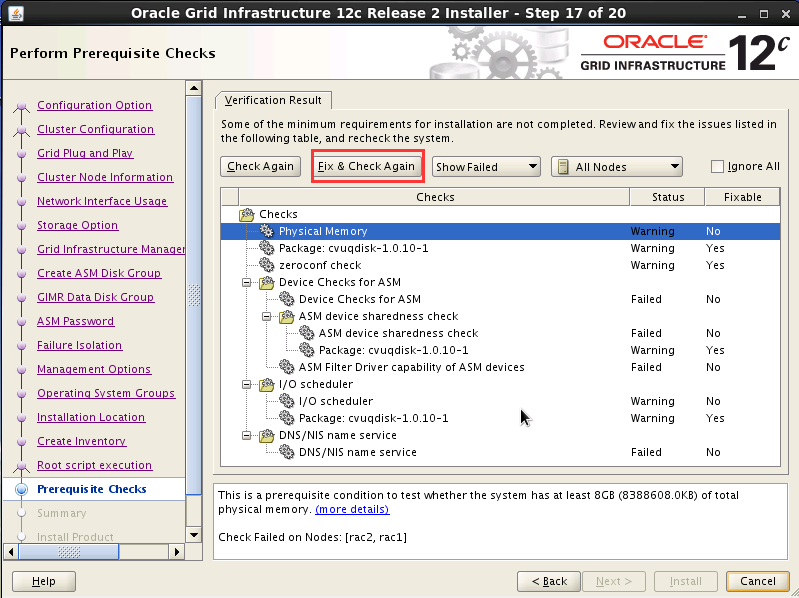 Oracle Grid Infrastructure 12c Release 2 Installer - Step 17 of 20
Perform Prerequisite Checks
ORACLE
GRID INFRASTRUCTURE
12c
Configuration Option
Cluster Configuration
Grid Plug and Play
Cluster Node Information
Network Interface Usage
Storage Option
Grid Infrastructure Manager
Create ASM Disk Group
GIMR Data Disk Group
ASM Password
Failure Isolation
Management Options
Operating System Groups
Installation Location
Create Inventory
Root script execution
Prerequisite Checks
Summary
Install Product
Verification Result
Some of the minimum requirements for installation are not completed. Review and fix the issues listed in
the following table, and recheck the system.
Check Again Fix & Check Again Show Failed All Nodes Ignore All
Checks Status Fixable
Checks
Physical Memory Warning No
Package: cvuqdisk-1.0.10-1 Warning Yes
zeroconf check Warning Yes
Device Checks for ASM
Device Checks for ASM Failed No
ASM device sharedness check
ASM device sharedness check Failed No
Package: cvuqdisk-1.0.10-1 Warning Yes
ASM Filter Driver capability of ASM devices Failed No
I/O scheduler
I/O scheduler Warning No
Package: cvuqdisk-1.0.10-1 Warning Yes
DNS/NIS name service
DNS/NIS name service Failed No
This is a prerequisite condition to test whether the system has at least 8GB (8388608.0KB) of total
physical memory. (more details)
Check Failed on Nodes: [rac2, rac1]
Help < Back Next > Install Cancel